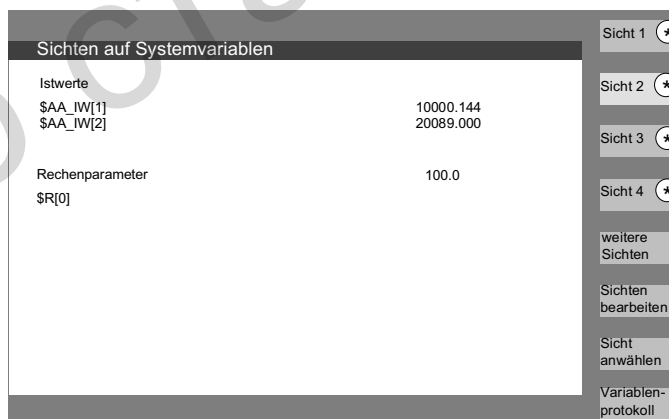 Sichten auf Systemvariablen
Istwerte
$AA_IW[1] 10000.144
$AA_IW[2] 20089.000
Rechenparameter 100.0
$R[0]
Sicht 1 *
Sicht 2 *
Sicht 3 *
Sicht 4 *
weitere
Sichten
Sichten
bearbeiten
Sicht
anwählen
Variablen-
protokoll